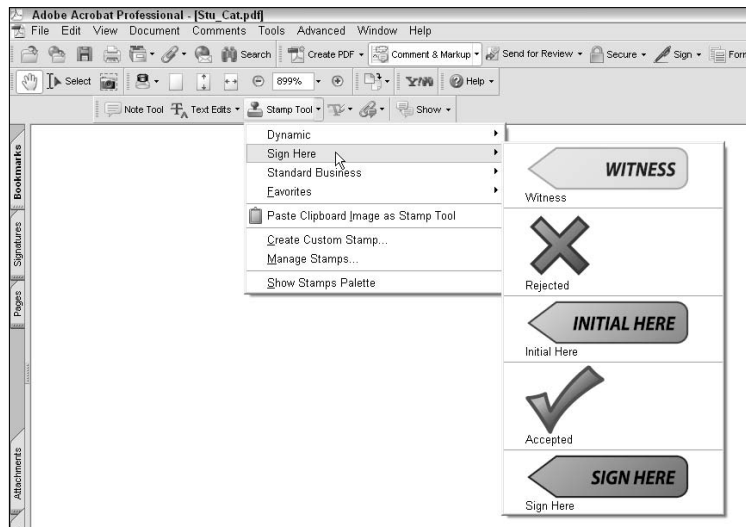 Adobe Acrobat Professional - [Stu_Cat.pdf]
File Edit View Document Comments Tools Advanced Window Help
Search Create PDF Comment & Markup Send for Review Secure Sign Form
Select 899% Y!  Help
Note Tool Text Edits Stamp Tool Show
Dynamic
Sign Here
Standard Business
Favorites
Paste Clipboard Image as Stamp Tool
Create Custom Stamp...
Manage Stamps...
Show Stamps Palette
WITNESS
Witness
Rejected
INITIAL HERE
Initial Here
Accepted
SIGN HERE
Sign Here
Bookmarks
Signatures
Pages
Attachments